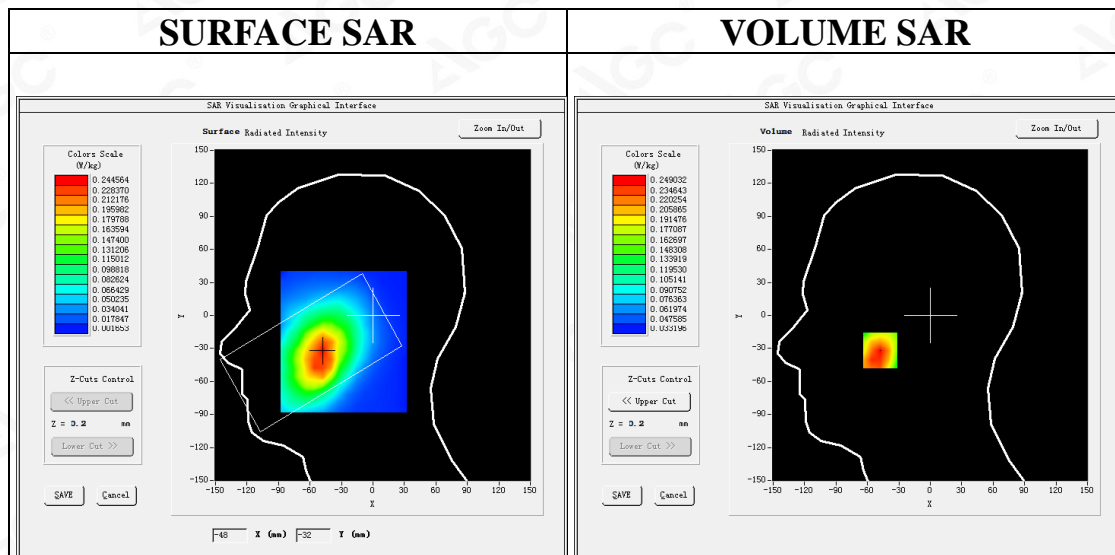 SURFACE SAR
VOLUME SAR
SAR Visualisation Graphical Interface
Surface Radiated Intensity
Zoom In/Out
Colors Scale
(W/kg)
0.244564
0.228370
0.212176
0.195982
0.179788
0.163594
0.147400
0.131206
0.115012
0.098818
0.082624
0.066429
0.050235
0.034041
0.017847
0.001653
Z-Cuts Control
<< Upper Cut
Z = 0.2 mm
Lower Cut >>
SAVE
Cancel
150
120
90
60
30
0
-30
-60
-90
-120
-150
Y
-150 -120 -90 -60 -30 0 30 60 90 120 150
X
-48 X (mm) -32 Y (mm)
SAR Visualisation Graphical Interface
Volume Radiated Intensity
Zoom In/Out
Colors Scale
(W/kg)
0.249032
0.234643
0.220254
0.205865
0.191476
0.177087
0.162697
0.148308
0.133919
0.119530
0.105141
0.090752
0.076363
0.061974
0.047585
0.033196
Z-Cuts Control
<< Upper Cut
Z = 0.2 mm
Lower Cut >>
SAVE
Cancel
150
120
90
60
30
0
-30
-60
-90
-120
-150
Y
-150 -120 -90 -60 -30 0 30 60 90 120 150
X
AGC